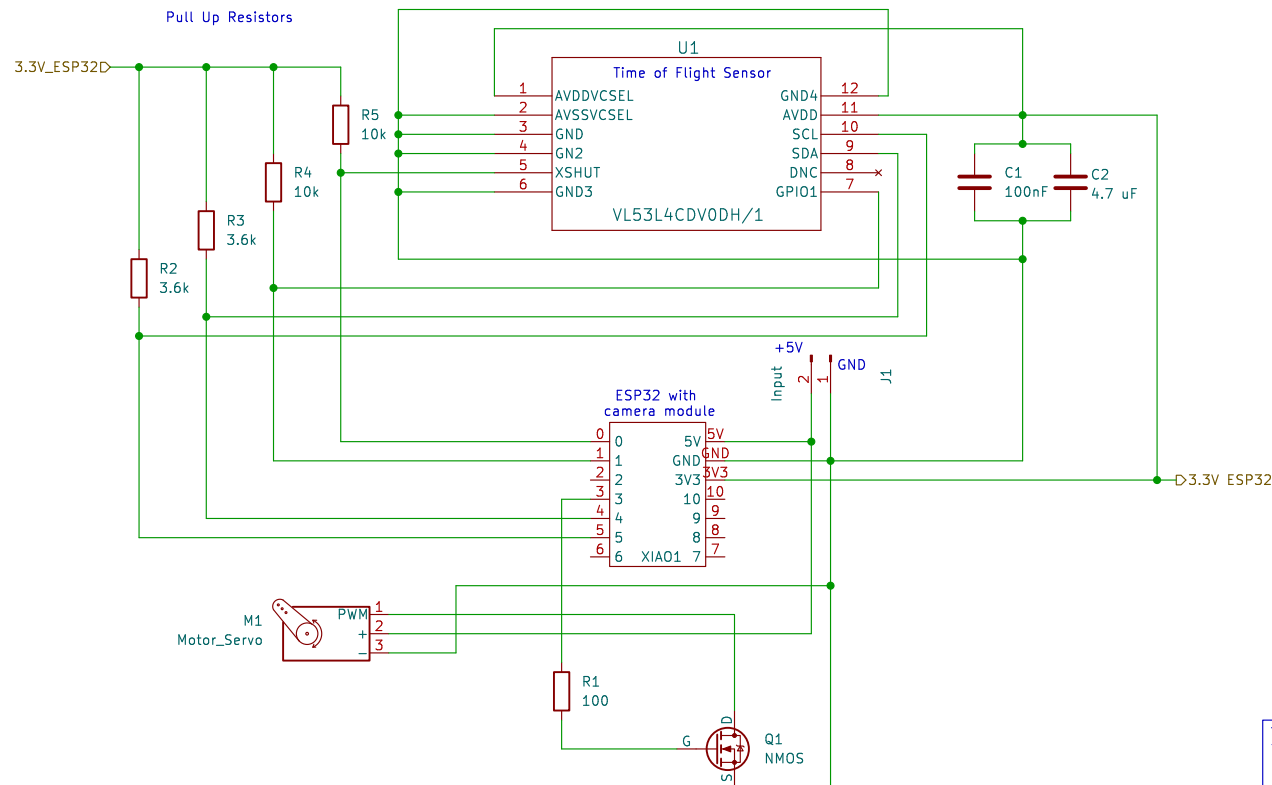 Pull Up Resistors
3.3V_ESP32
R5
10k
R4
10k
R3
3.6k
R2
3.6k
U1
Time of Flight Sensor
1 AVDDVCSEL
2 AVSSVCSEL
3 GND
4 GN2
5 XSHUT
6 GND3
GND4 12
AVDD 11
SCL 10
SDA 9
DNC 8
GPIO1 7
VL53L4CDV0DH/1
C1
100nF
C2
4.7 uF
+5V
GND
Input
2
1
J1
ESP32 with
camera module
0 0
1 1
2 2
3 3
4 4
5 5
6 6
5V 5V
GND GND
3V3 3V3
10 10
9 9
8 8
7 7
XIAO1
3.3V ESP32
M1
Motor_Servo
PWM 1
+ 2
− 3
R1
100
G
D
S
Q1
NMOS